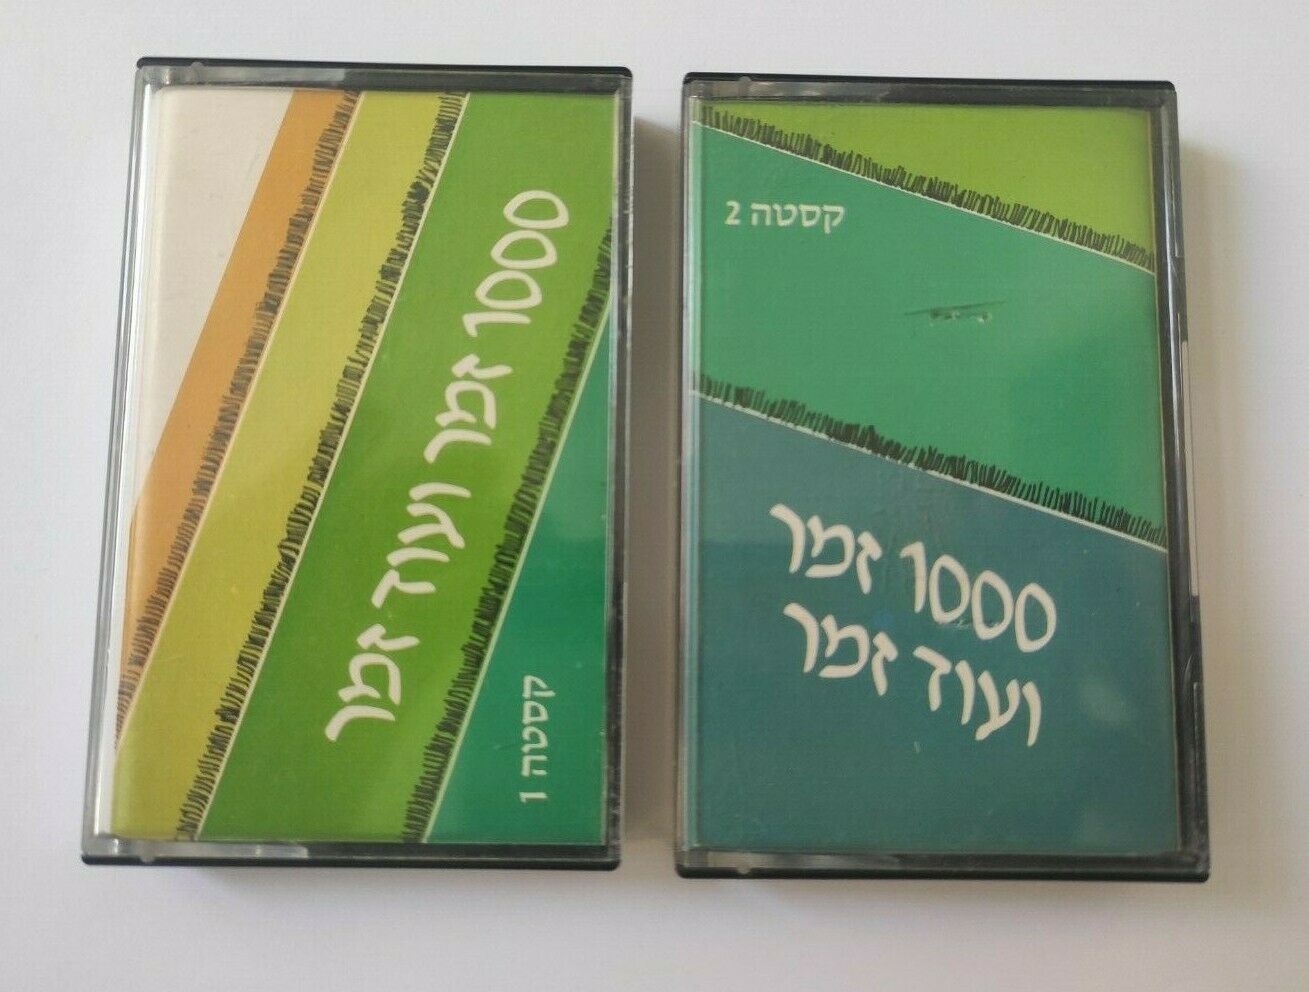 1000 זמר ועוד זמר
קסטה 1
קסטה 2
1000 זמר
ועוד זמר